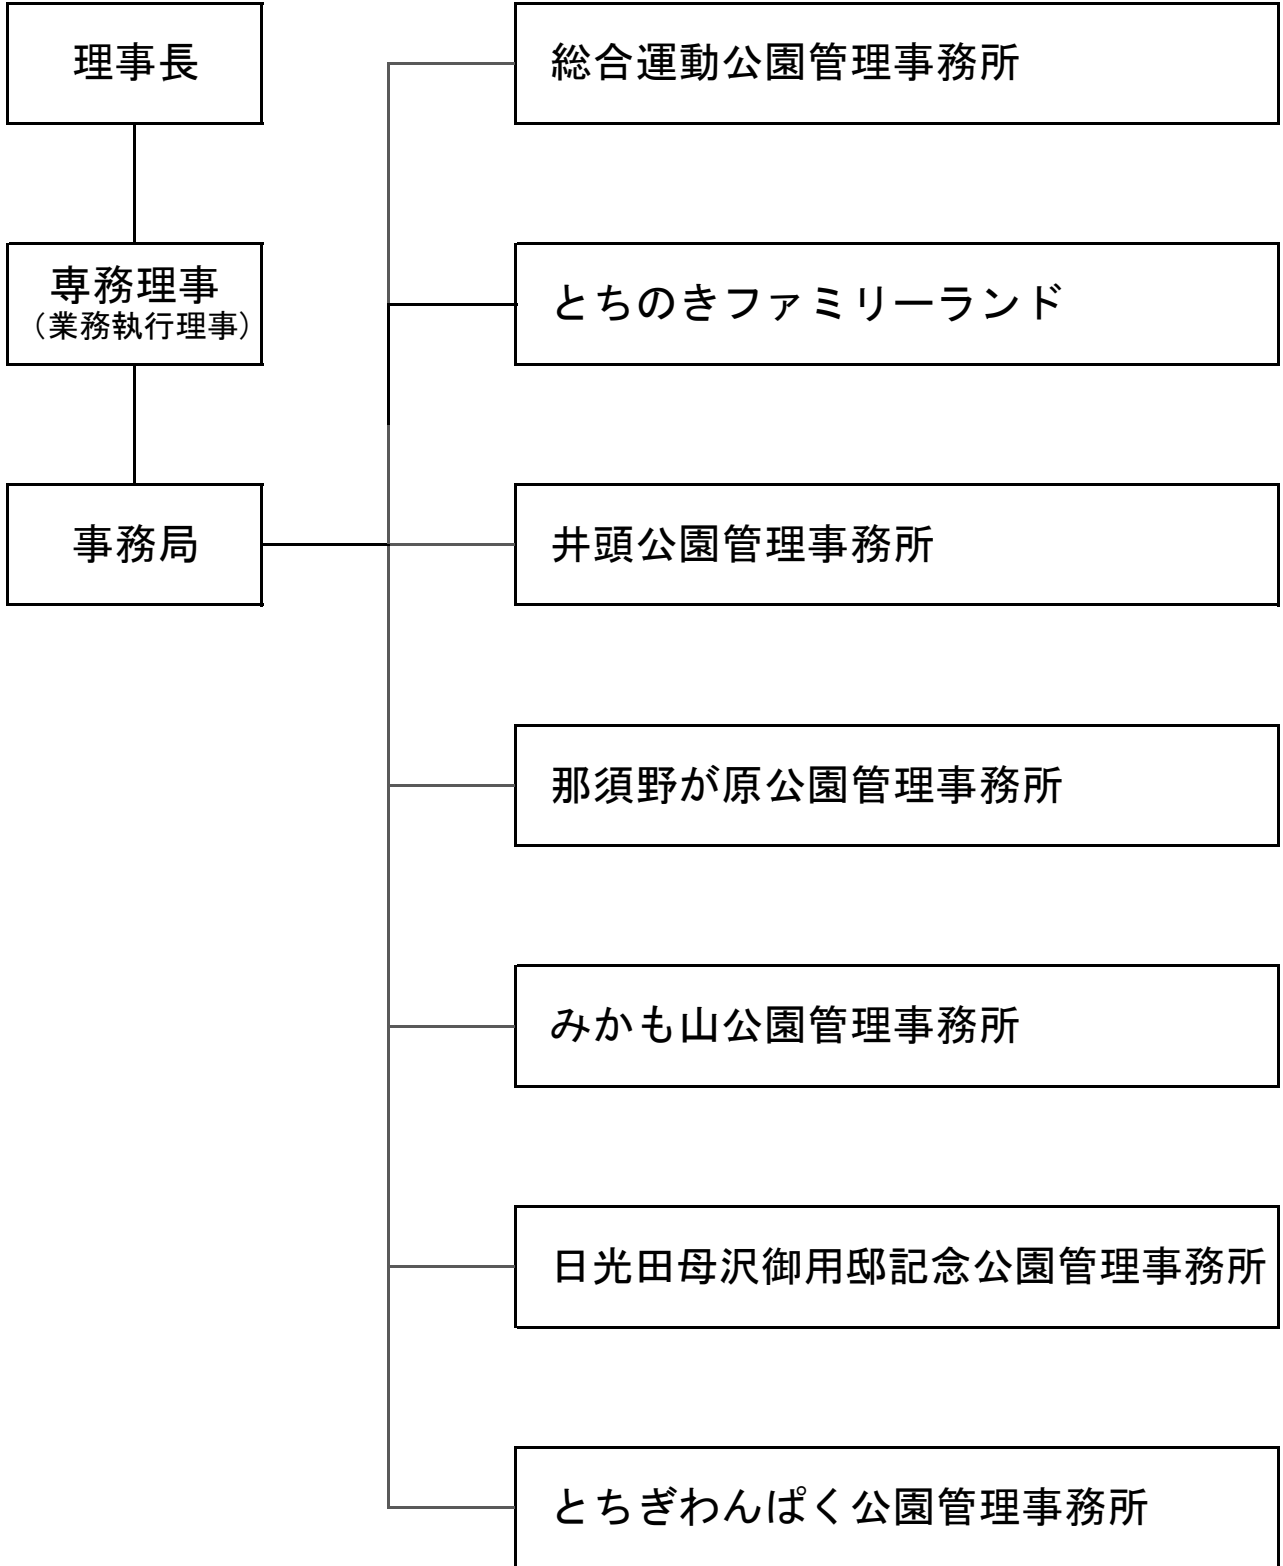 理事長
専務理事
（業務執行理事）
事務局
総合運動公園管理事務所
とちのきファミリーランド
井頭公園管理事務所
那須野が原公園管理事務所
みかも山公園管理事務所
日光田母沢御用邸記念公園管理事務所
とちぎわんぱく公園管理事務所